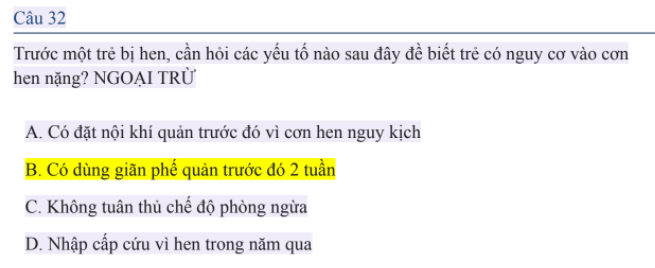 Câu 32
Trước một trẻ bị hen, cần hỏi các yếu tố nào sau đây để biết trẻ có nguy cơ vào cơn
hen nặng? NGOẠI TRỪ
A. Có đặt nội khí quản trước đó vì cơn hen nguy kịch
B. Có dùng giãn phế quản trước đó 2 tuần
C. Không tuân thủ chế độ phòng ngừa
D. Nhập cấp cứu vì hen trong năm qua